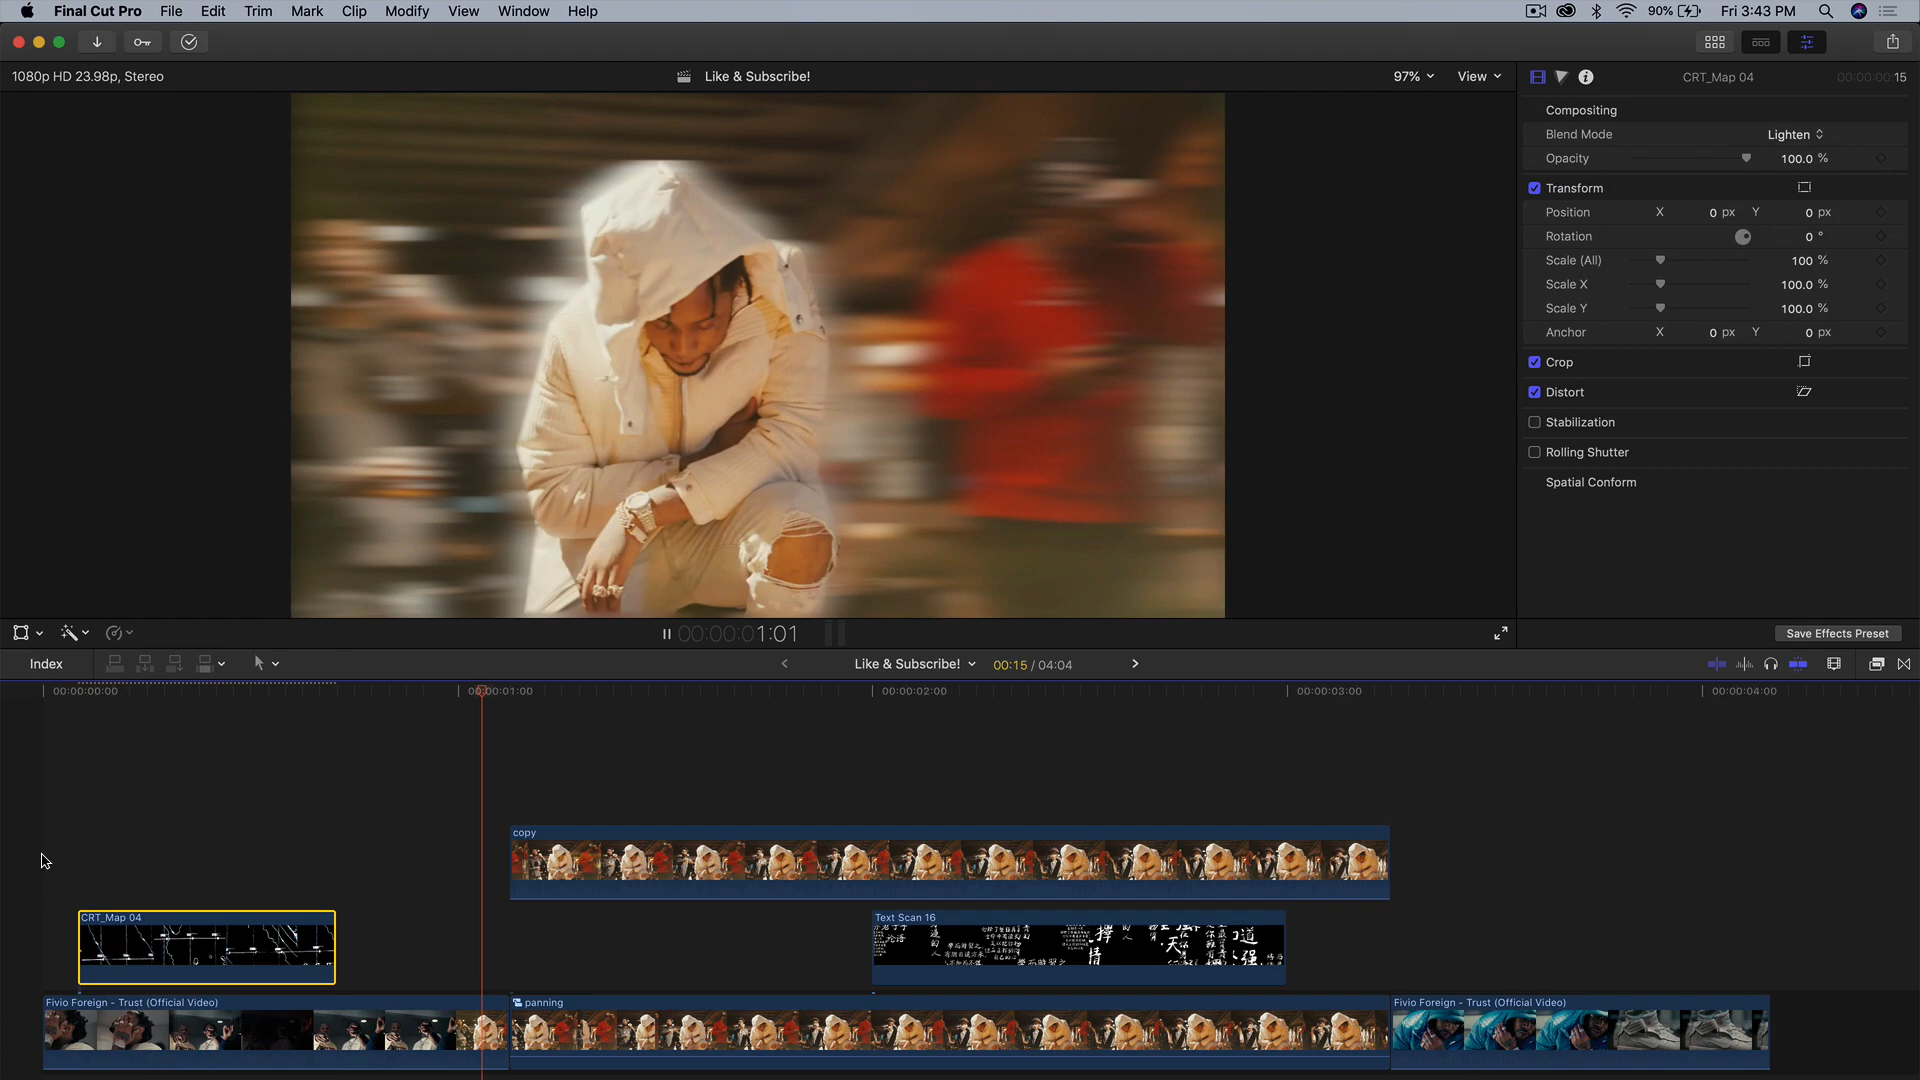 Final Cut Pro File Edit Trim Mark Clip Modify View Window Help 90% Fri 3:43 PM
1080p HD 23.98p, Stereo Like & Subscribe! 97% View
CRT_Map 04 00:00:00:00:15
Compositing
Blend Mode Lighten
Opacity 100.0 %
Transform
Position X 0 px Y 0 px
Rotation 0 °
Scale (All) 100 %
Scale X 100.0 %
Scale Y 100.0 %
Anchor X 0 px Y 0 px
Crop
Distort
Stabilization
Rolling Shutter
Spatial Conform
00:00:00:01:01
Save Effects Preset
Index Like & Subscribe! 00:15 / 04:04
00:00:00:00 00:00:01:00 00:00:02:00 00:00:03:00 00:00:04:00
copy
CRT_Map 04
Text Scan 16
Fivio Foreign - Trust (Official Video) panning Fivio Foreign - Trust (Official Video)